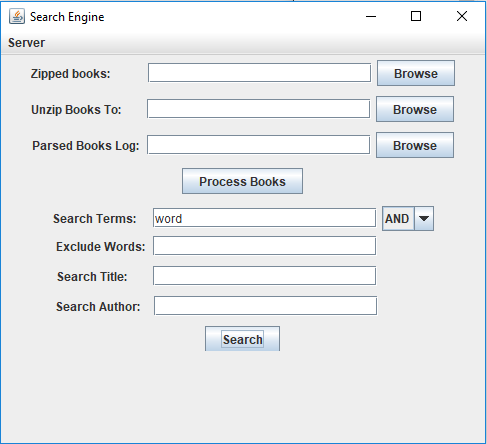 Search Engine
Server
Zipped books: Browse
Unzip Books To: Browse
Parsed Books Log: Browse
Process Books
Search Terms: word AND
Exclude Words:
Search Title:
Search Author:
Search